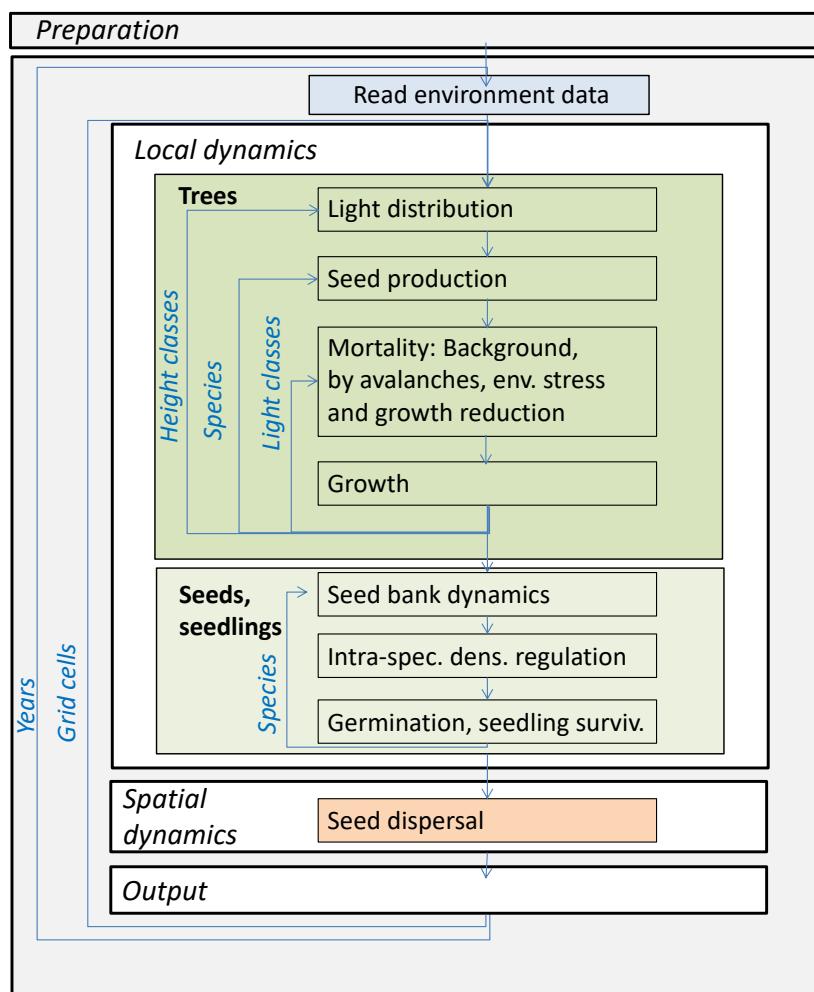 Preparation
Read environment data
Local dynamics
Trees
Light distribution
Seed production
Mortality: Background,
by avalanches, env. stress
and growth reduction
Growth
Height classes
Species
Light classes
Seeds,
seedlings
Seed bank dynamics
Intra-spec. dens. regulation
Germination, seedling surviv.
Species
Years
Grid cells
Spatial
dynamics
Seed dispersal
Output